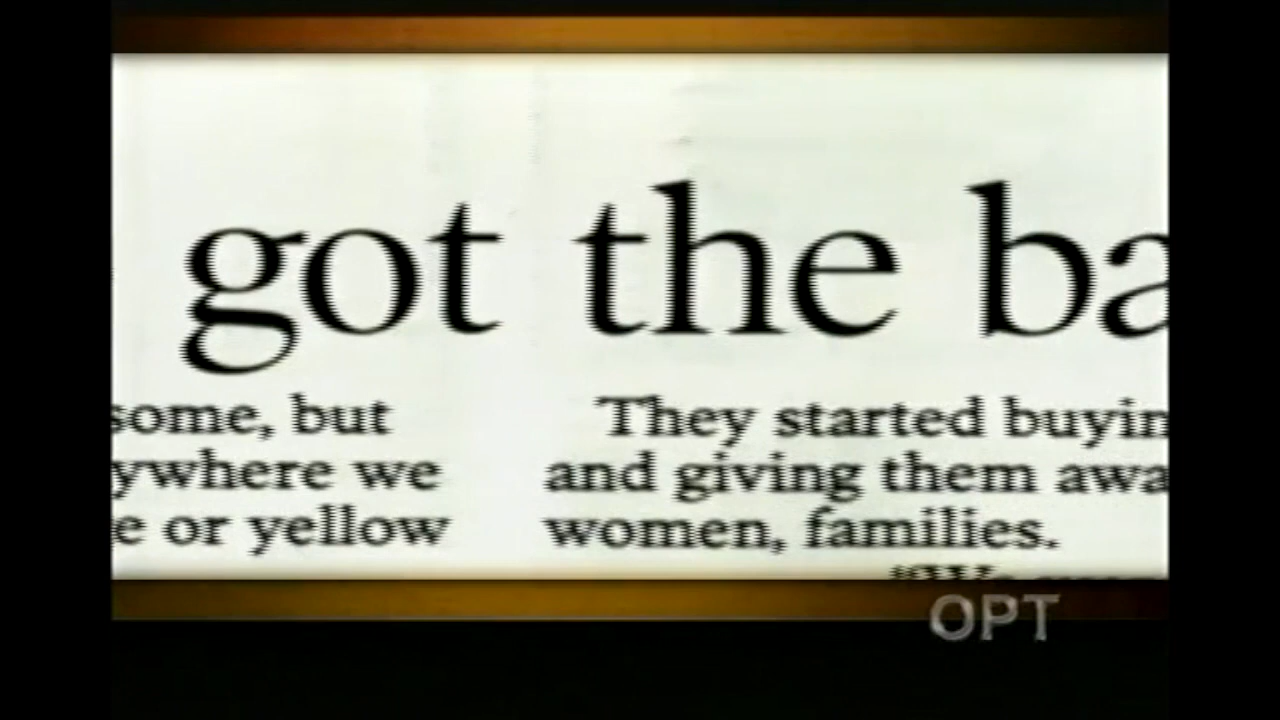 got the ba
some, but
ywhere we
e or yellow
They started buyin
and giving them awa
women, families.
OPT